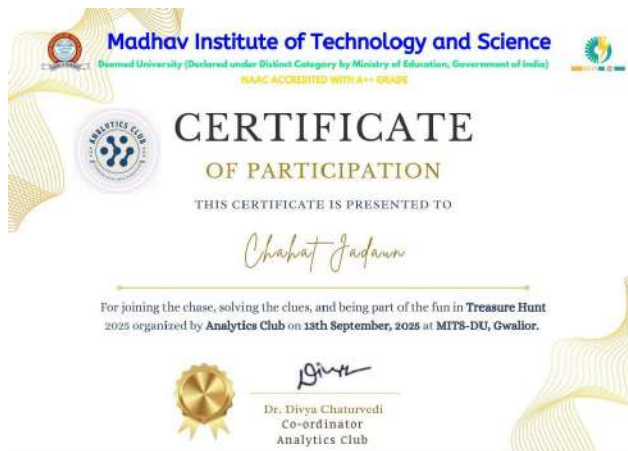 Madhav Institute of Technology and Science
Deemed University (Declared under Distinct Category by Ministry of Education, Government of India)
NAAC ACCREDITED WITH A++ GRADE
ANALYTICS CLUB
CERTIFICATE
OF PARTICIPATION
THIS CERTIFICATE IS PRESENTED TO
Chahat Jadaun
For joining the chase, solving the clues, and being part of the fun in Treasure Hunt
2025 organized by Analytics Club on 13th September, 2025 at MITS-DU, Gwalior.
Divya
Dr. Divya Chaturvedi
Co-ordinator
Analytics Club